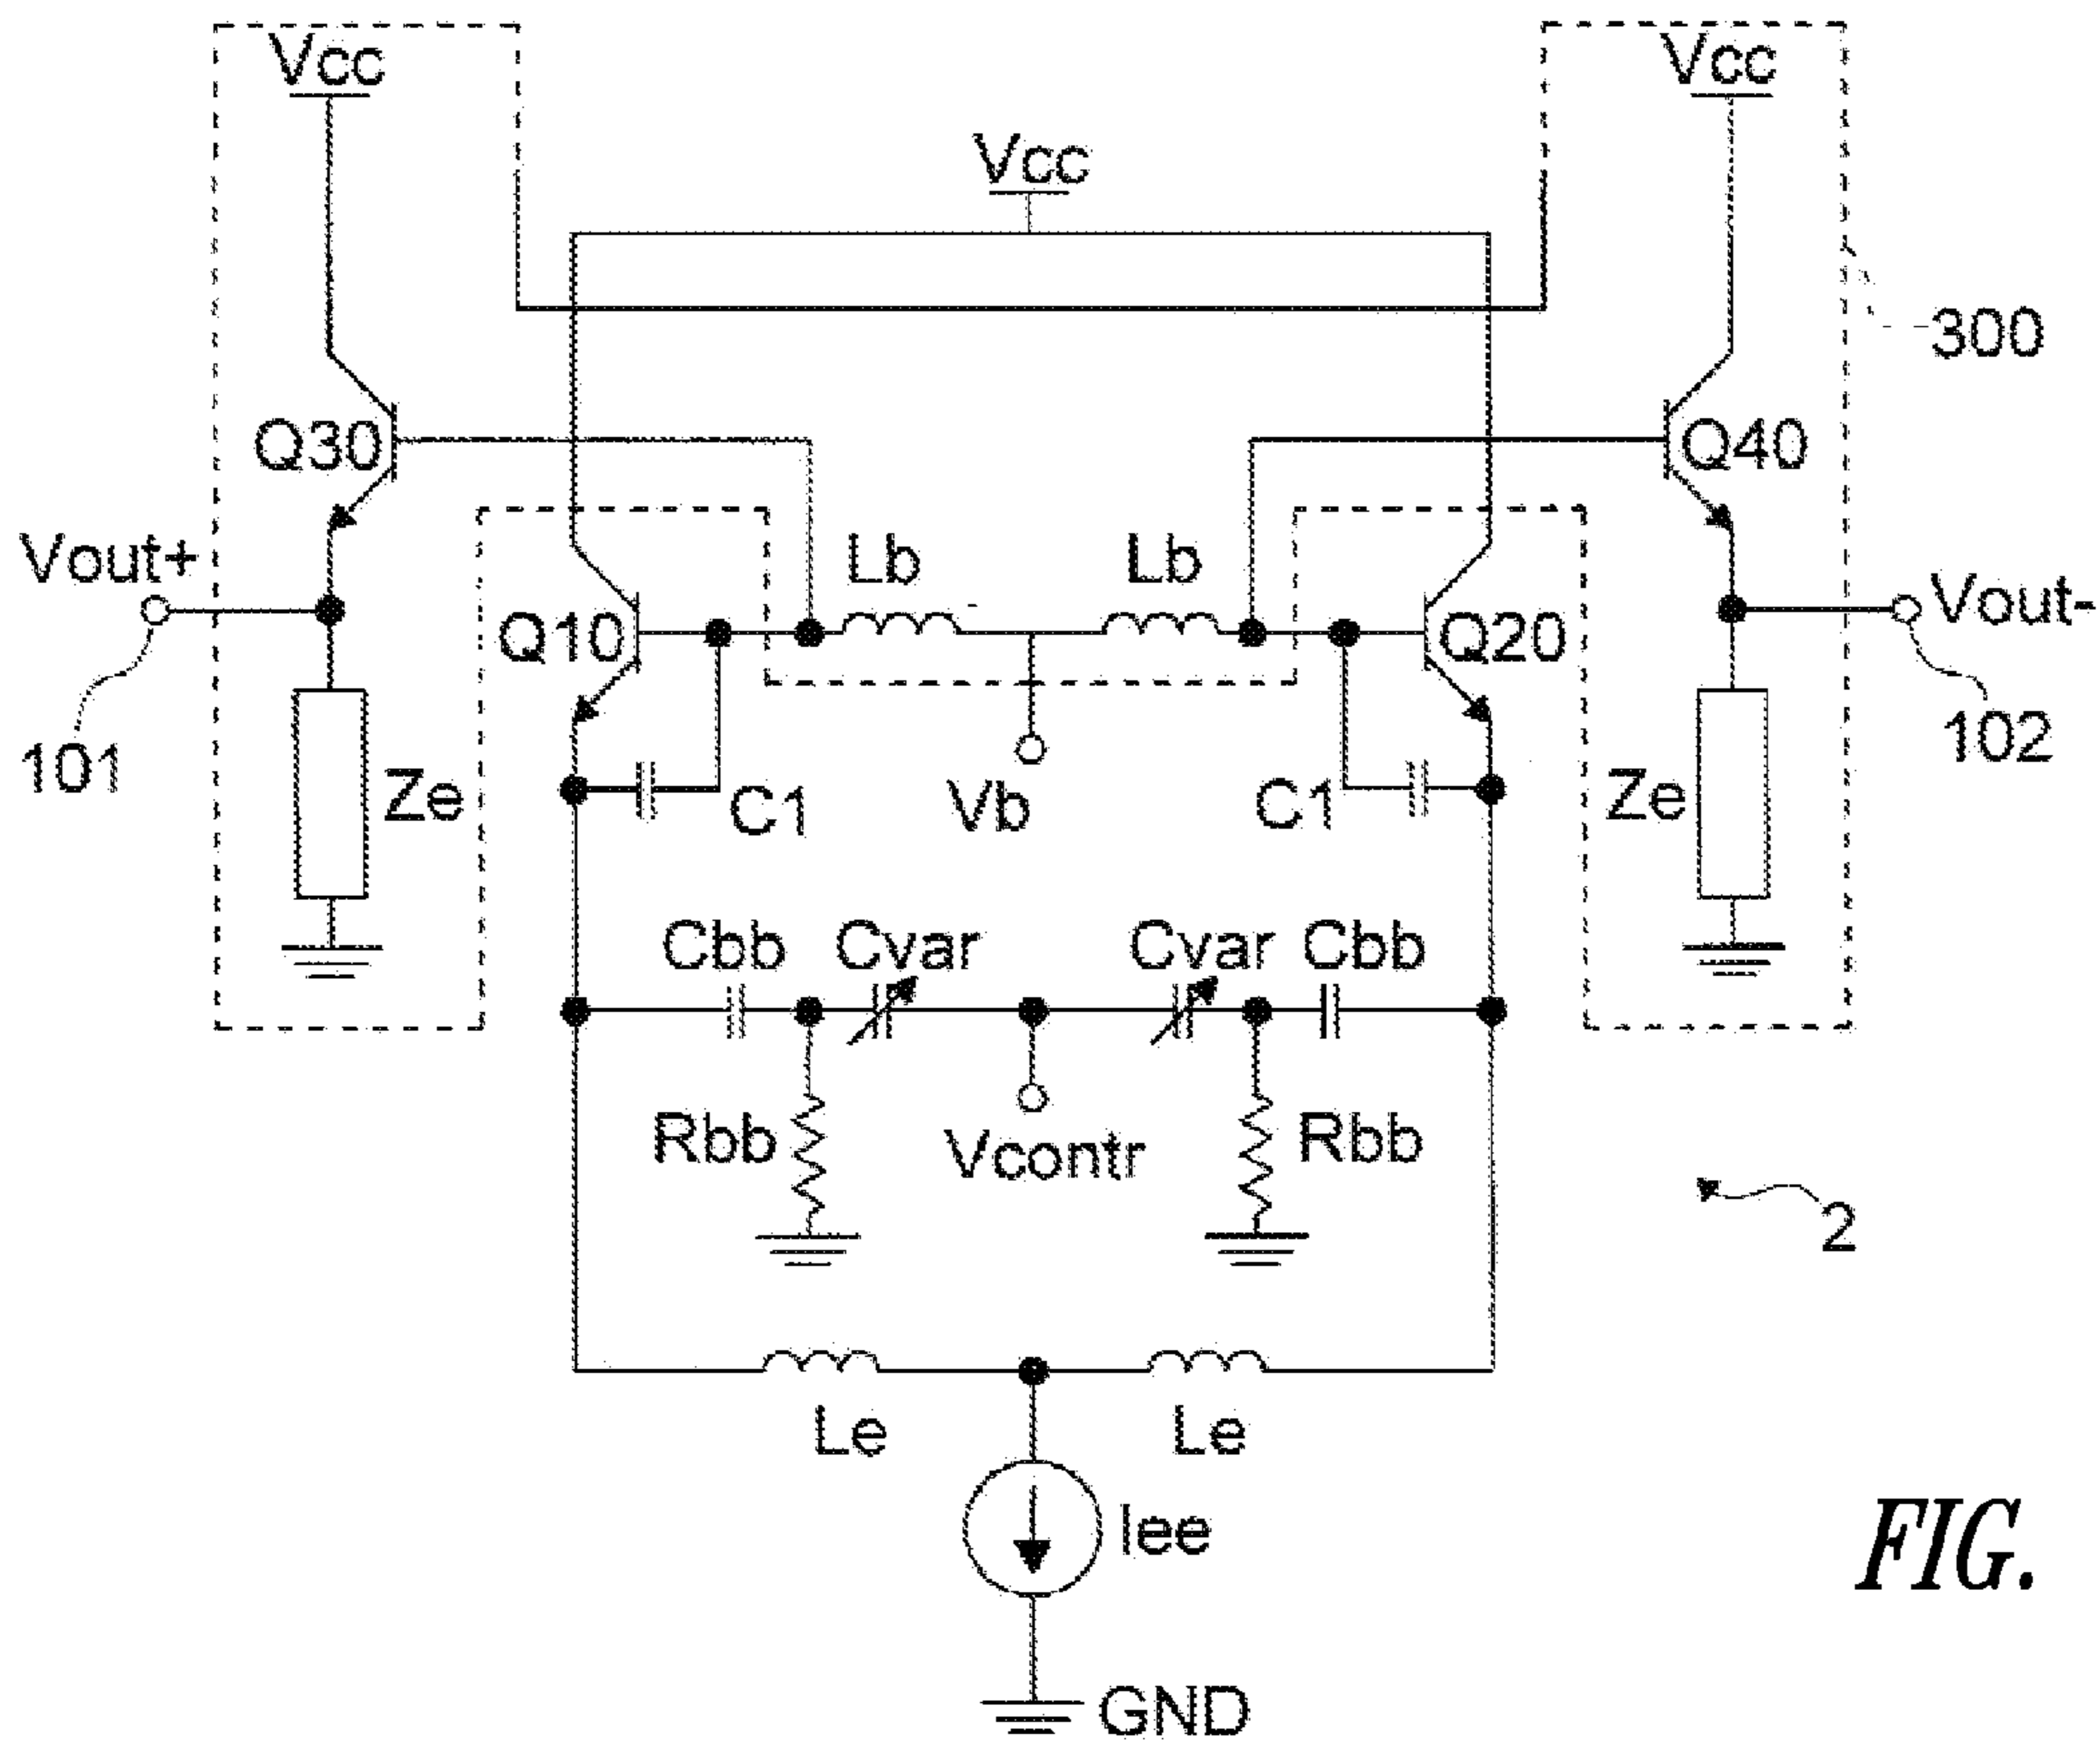 Vcc
Vcc
Vcc
300
Q30
Q40
Vout+
Lb
Lb
Vout-
Q10
Q20
101
102
Ze
C1
Vb
C1
Ze
Cbb
Cvar
Cvar
Cbb
Rbb
Vcontr
Rbb
2
Le
Le
Iee
FIG.
GND